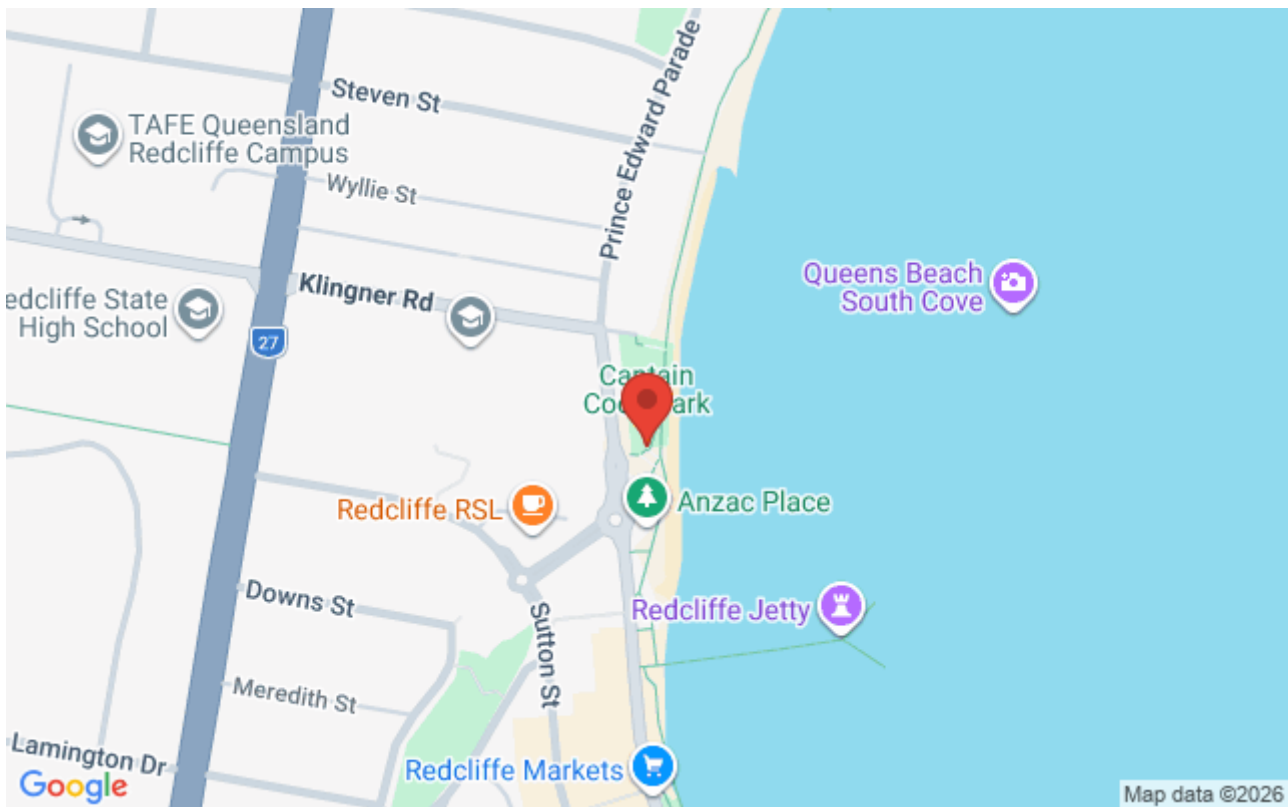 Steven St
Prince Edward Parade
TAFE Queensland
Redcliffe Campus
Wyllie St
Klingner Rd
Queens Beach
South Cove
edcliffe State
High School
27
Captain
Cook Park
Redcliffe RSL
Anzac Place
Downs St
Redcliffe Jetty
Sutton St
Meredith St
Lamington Dr
Redcliffe Markets
Google
Map data ©2026